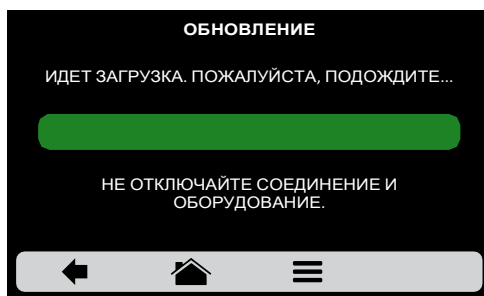 ОБНОВЛЕНИЕ
ИДЕТ ЗАГРУЗКА. ПОЖАЛУЙСТА, ПОДОЖДИТЕ...
НЕ ОТКЛЮЧАЙТЕ СОЕДИНЕНИЕ И
ОБОРУДОВАНИЕ.